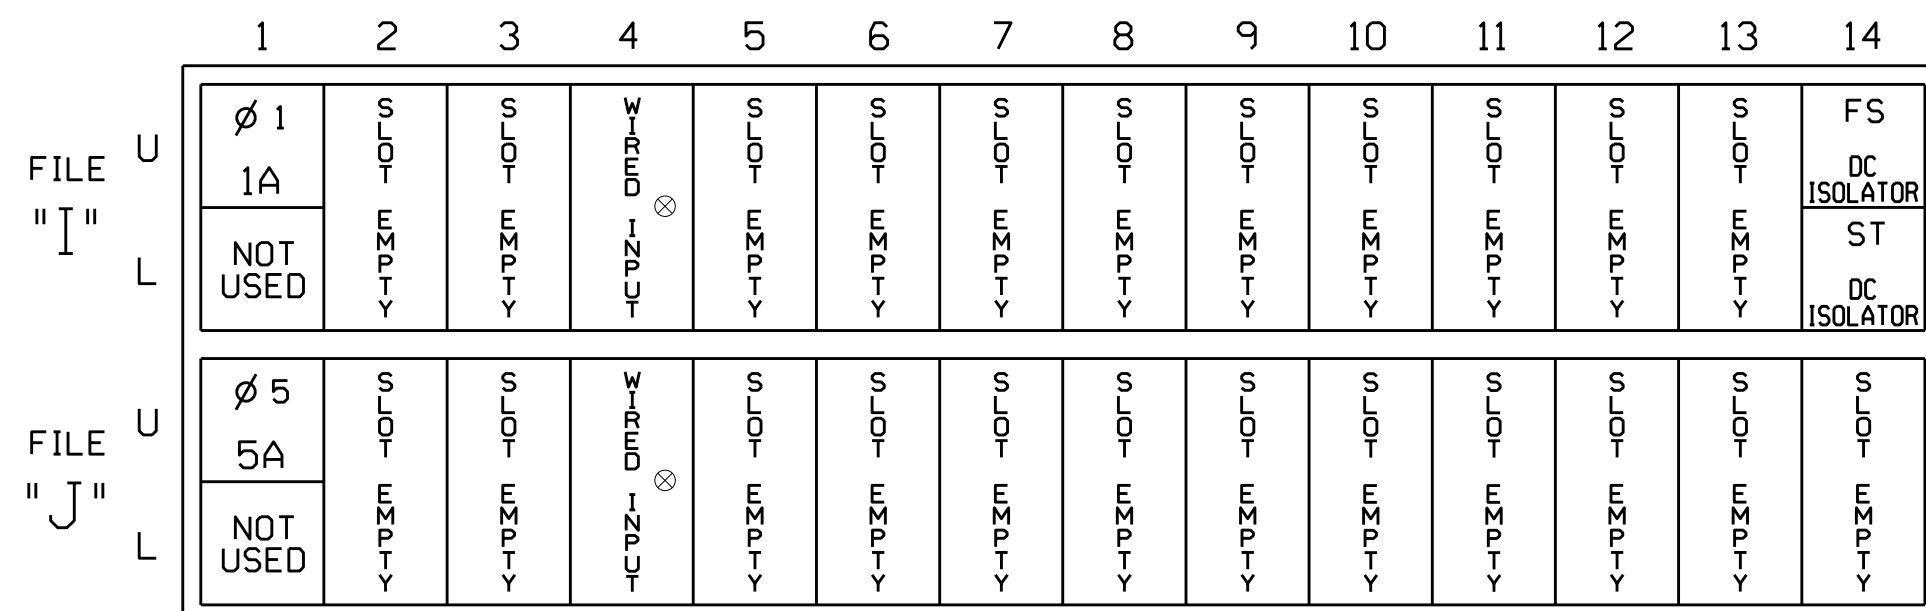 1 2 3 4 5 6 7 8 9 10 11 12 13 14
FILE "I"
U
L
Ø 1
1A
NOT USED
SLOT EMPTY
SLOT EMPTY
WIRED INPUT
SLOT EMPTY
SLOT EMPTY
SLOT EMPTY
SLOT EMPTY
SLOT EMPTY
SLOT EMPTY
SLOT EMPTY
SLOT EMPTY
SLOT EMPTY
FS
DC
ISOLATOR
ST
DC
ISOLATOR
FILE "J"
U
L
Ø 5
5A
NOT USED
SLOT EMPTY
SLOT EMPTY
WIRED INPUT
SLOT EMPTY
SLOT EMPTY
SLOT EMPTY
SLOT EMPTY
SLOT EMPTY
SLOT EMPTY
SLOT EMPTY
SLOT EMPTY
SLOT EMPTY
SLOT EMPTY